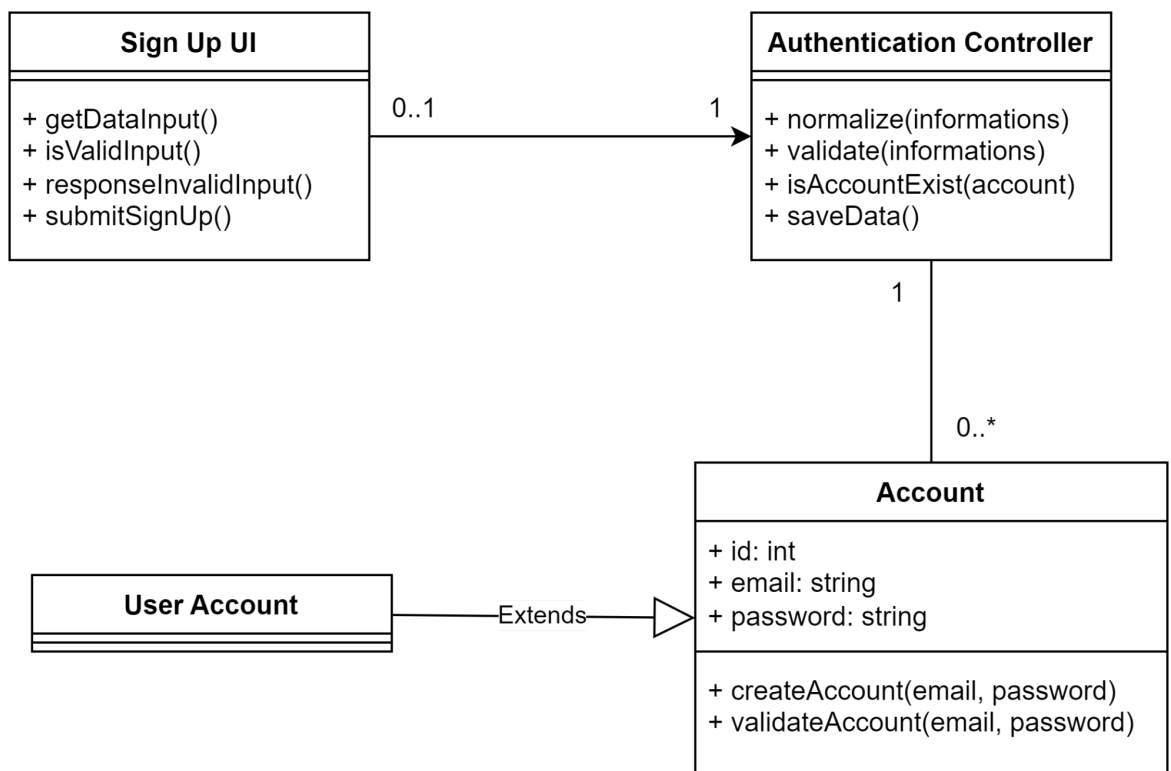 Sign Up UI
+ getDataInput()
+ isValidInput()
+ responseInvalidInput()
+ submitSignUp()
0..1
1
Authentication Controller
+ normalize(informations)
+ validate(informations)
+ isAccountExist(account)
+ saveData()
1
0..*
Account
+ id: int
+ email: string
+ password: string
+ createAccount(email, password)
+ validateAccount(email, password)
User Account
Extends